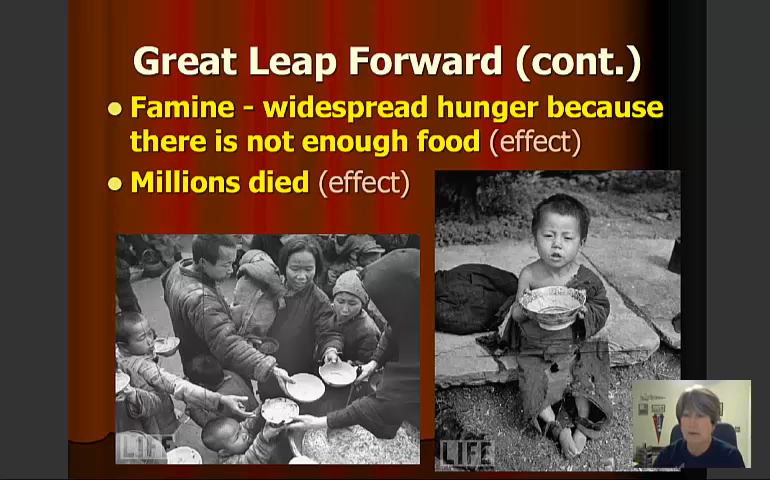 Great Leap Forward (cont.)
● Famine - widespread hunger because
there is not enough food (effect)
● Millions died (effect)
LIFE
LIFE